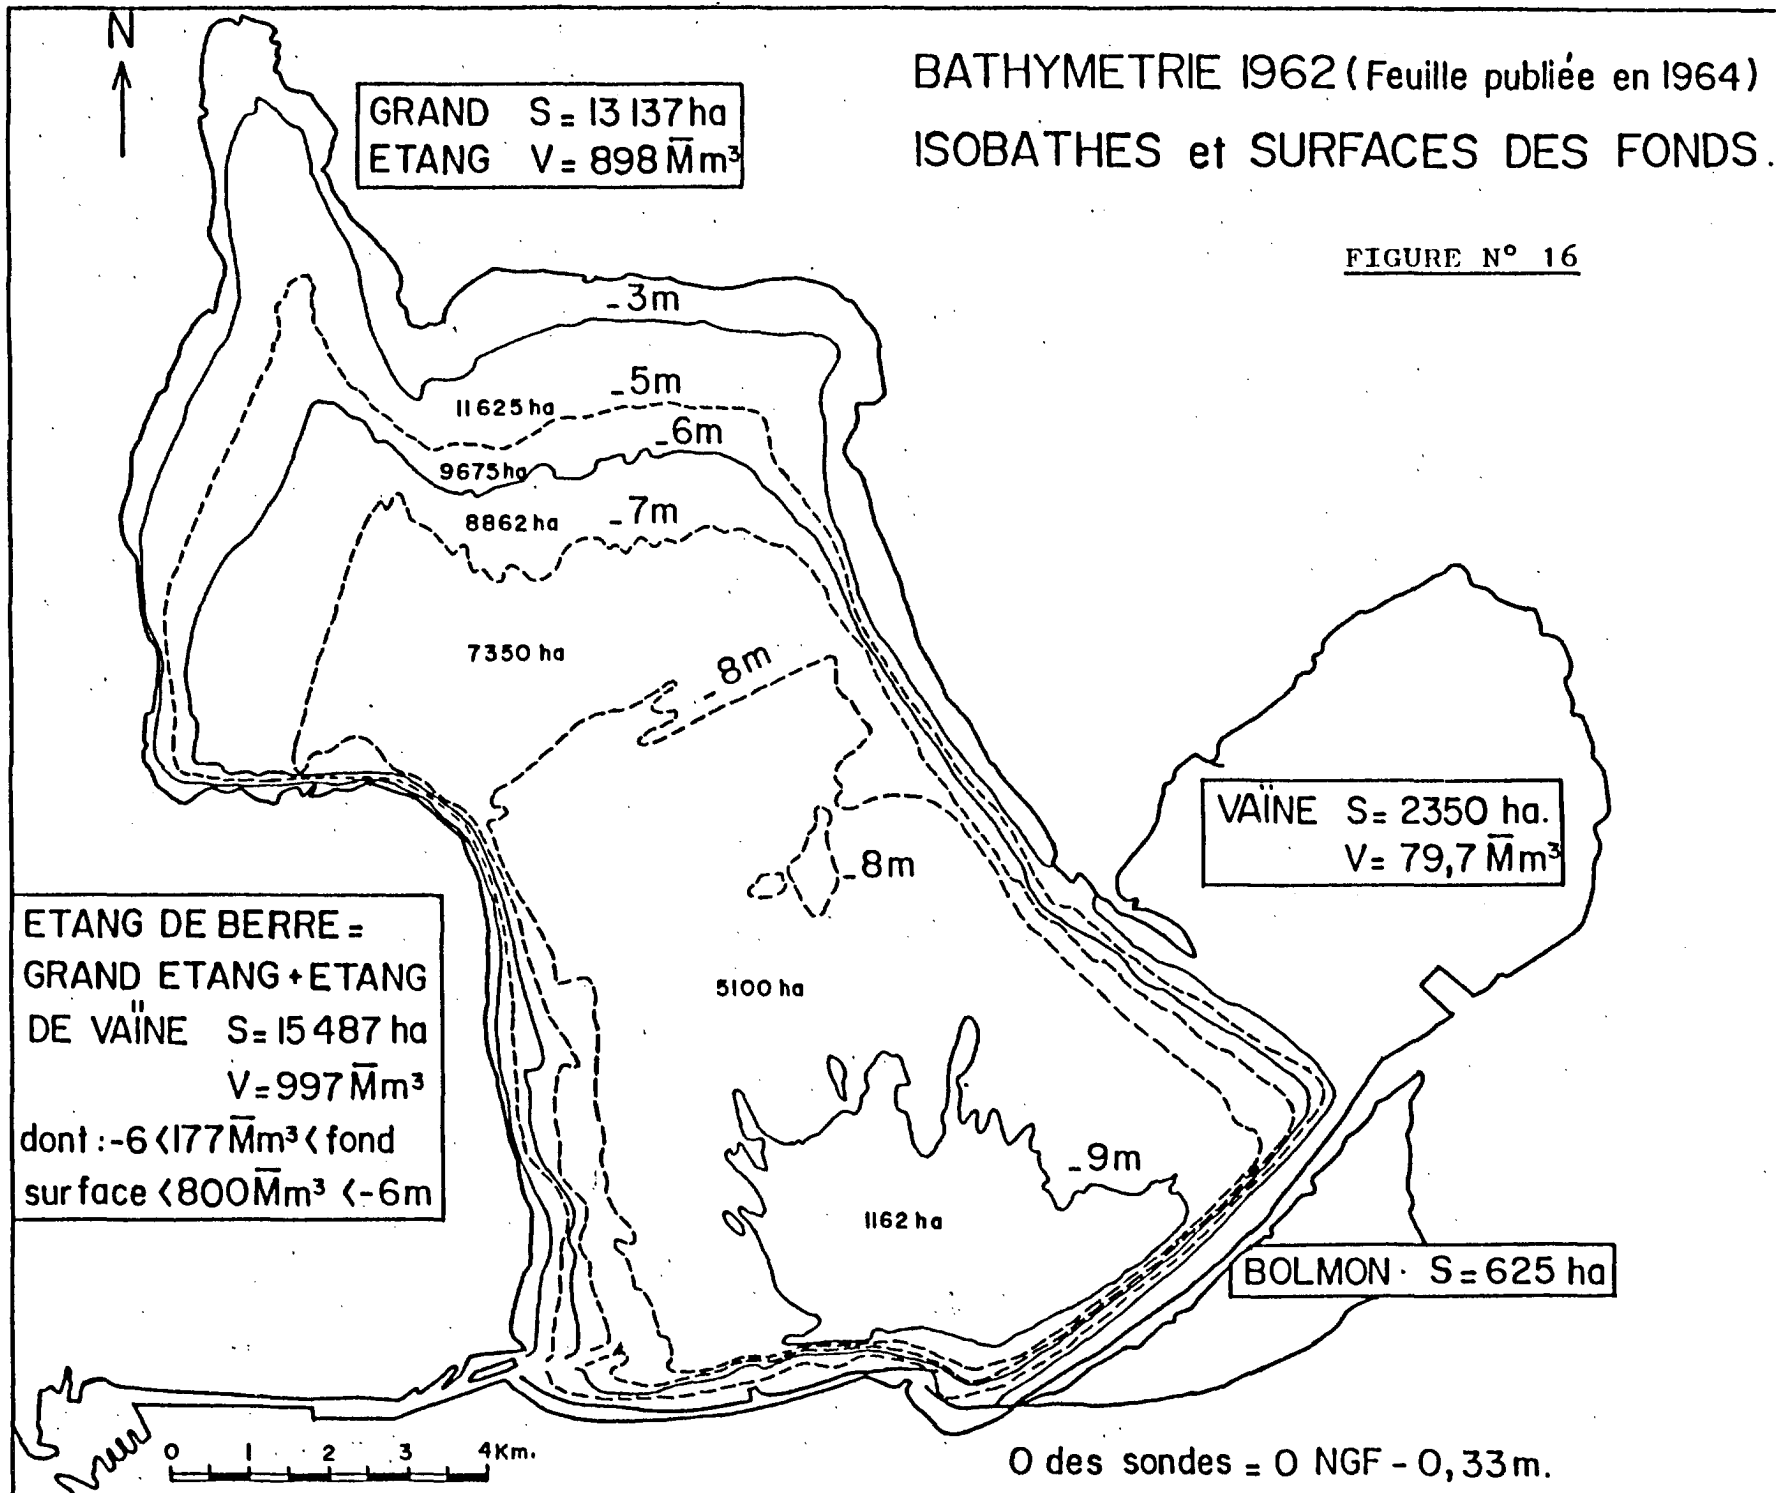 N
BATHYMETRIE 1962 (Feuille publiée en 1964)
ISOBATHES et SURFACES DES FONDS.
FIGURE N° 16
GRAND S = 13 137 ha
ETANG V = 898 M̅m³
-3m
-5m
11625 ha
-6m
9675 ha
-7m
8862 ha
7350 ha
-8m
VAÏNE S = 2350 ha.
V = 79,7 M̅m³
-8m
ETANG DE BERRE =
GRAND ETANG + ETANG
DE VAÏNE S = 15 487 ha
V = 997 M̅m³
dont : -6 < 177 M̅m³ < fond
surface < 800 M̅m³ < -6m
5100 ha
-9m
1162 ha
BOLMON · S = 625 ha
0 1 2 3 4 Km.
O des sondes = O NGF - 0,33 m.